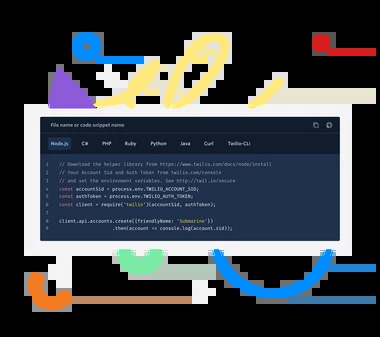 File name or code snippet name
Node.js C# PHP Ruby Python Java Curl Twilio-CLI
1 // Download the helper library from https://www.twilio.com/docs/node/install
2 // Your Account Sid and Auth Token from twilio.com/console
3 // and set the environment variables. See http://twil.io/secure
4 const accountSid = process.env.TWILIO_ACCOUNT_SID;
5 const authToken = process.env.TWILIO_AUTH_TOKEN;
6 const client = require('twilio')(accountSid, authToken);
7
8 client.api.accounts.create({friendlyName: 'Submarine'})
9 .then(account => console.log(account.sid));